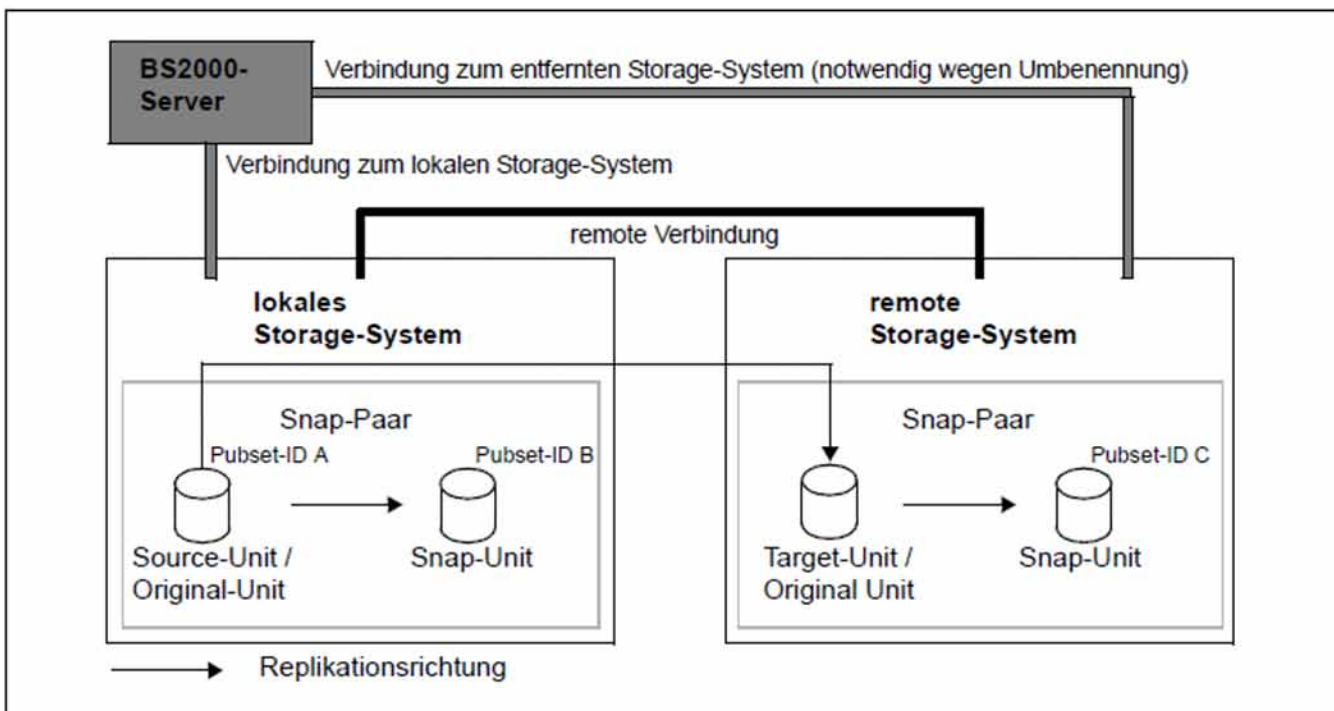 BS2000-
Server
Verbindung zum entfernten Storage-System (notwendig wegen Umbenennung)
Verbindung zum lokalen Storage-System
remote Verbindung
lokales
Storage-System
remote
Storage-System
Snap-Paar
Pubset-ID A
Pubset-ID B
Source-Unit /
Original-Unit
Snap-Unit
Snap-Paar
Pubset-ID C
Target-Unit /
Original Unit
Snap-Unit
Replikationsrichtung